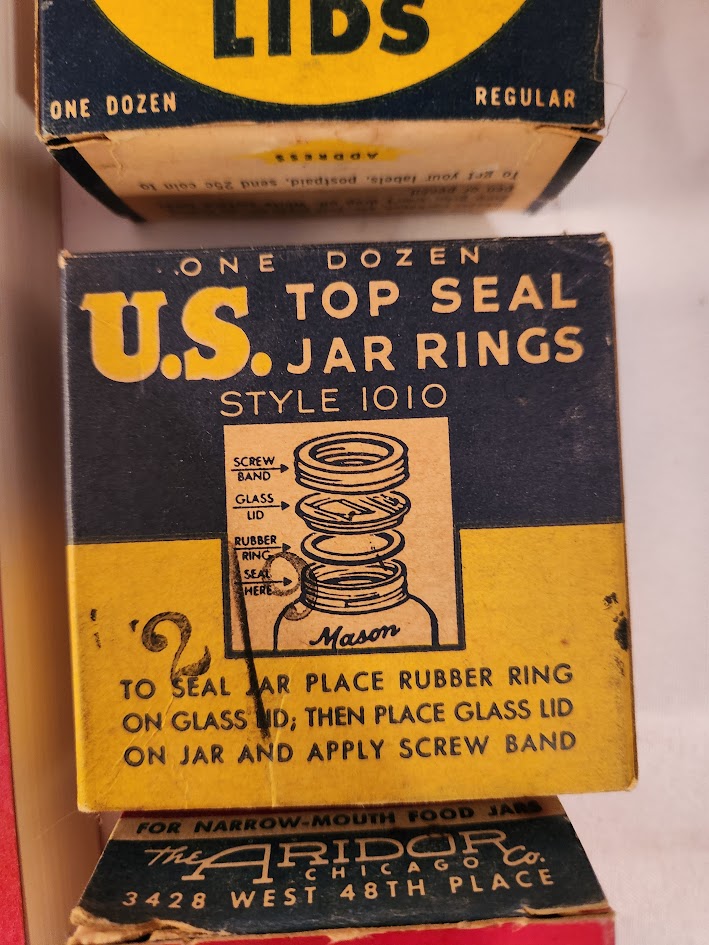 LIDS
ONE DOZEN
REGULAR
ADDRESS
To get your labels, postpaid, send 25c coin to
ONE DOZEN
U.S. TOP SEAL
JAR RINGS
STYLE 1010
SCREW
BAND
GLASS
LID
RUBBER
RING
SEAL
HERE
Mason
2
TO SEAL JAR PLACE RUBBER RING
ON GLASS LID; THEN PLACE GLASS LID
ON JAR AND APPLY SCREW BAND
FOR NARROW-MOUTH FOOD JARS
The ARIDOR Co.
CHICAGO
3428 WEST 48TH PLACE